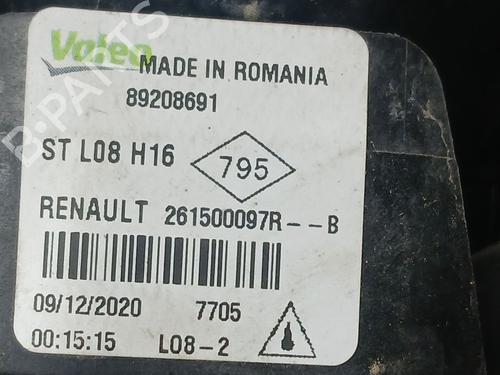 Valeo MADE IN ROMANIA
89208691
ST L08 H16 795
RENAULT 261500097R--B
09/12/2020 7705
00:15:15 L08-2
B-PARTS